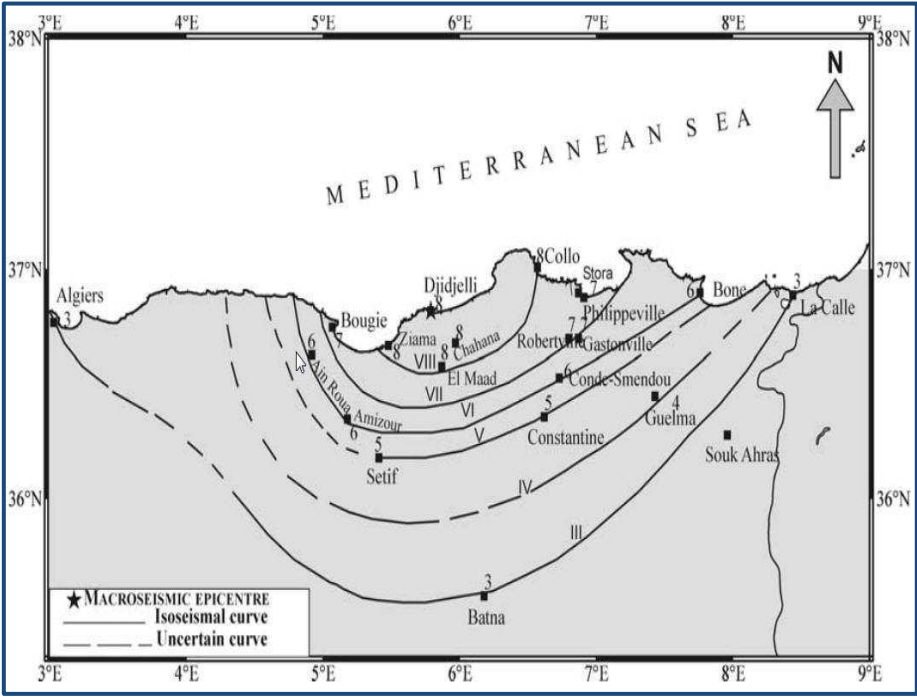 3°E 4°E 5°E 6°E 7°E 8°E 9°E
38°N 38°N
N
MEDITERRANEAN SEA
37°N 37°N
8 Collo
Stora
7
Djidjelli
8
Algiers
3
Bone
6
3
La Calle
Philippeville
Bougie
7
Ziama
8
8
Chahana
7 7
Robertville Gastonville
6
Ain Roua
VIII
8
El Maad
6
Conde-Smendou
VII
VI
Amizour
6
V
5
Constantine
4
Guelma
5
Setif
Souk Ahras
36°N 36°N
IV
III
3
Batna
MACROSEISMIC EPICENTRE
Isoseismal curve
Uncertain curve
3°E 4°E 5°E 6°E 7°E 8°E 9°E